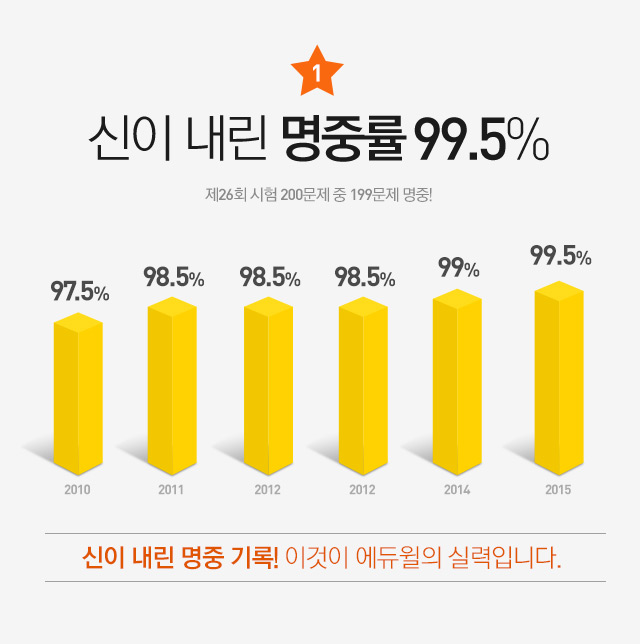 1
신이 내린 명중률 99.5%
제26회 시험 200문제 중 199문제 명중!
97.5% 98.5% 98.5% 98.5% 99% 99.5%
2010 2011 2012 2012 2014 2015
신이 내린 명중 기록! 이것이 에듀윌의 실력입니다.